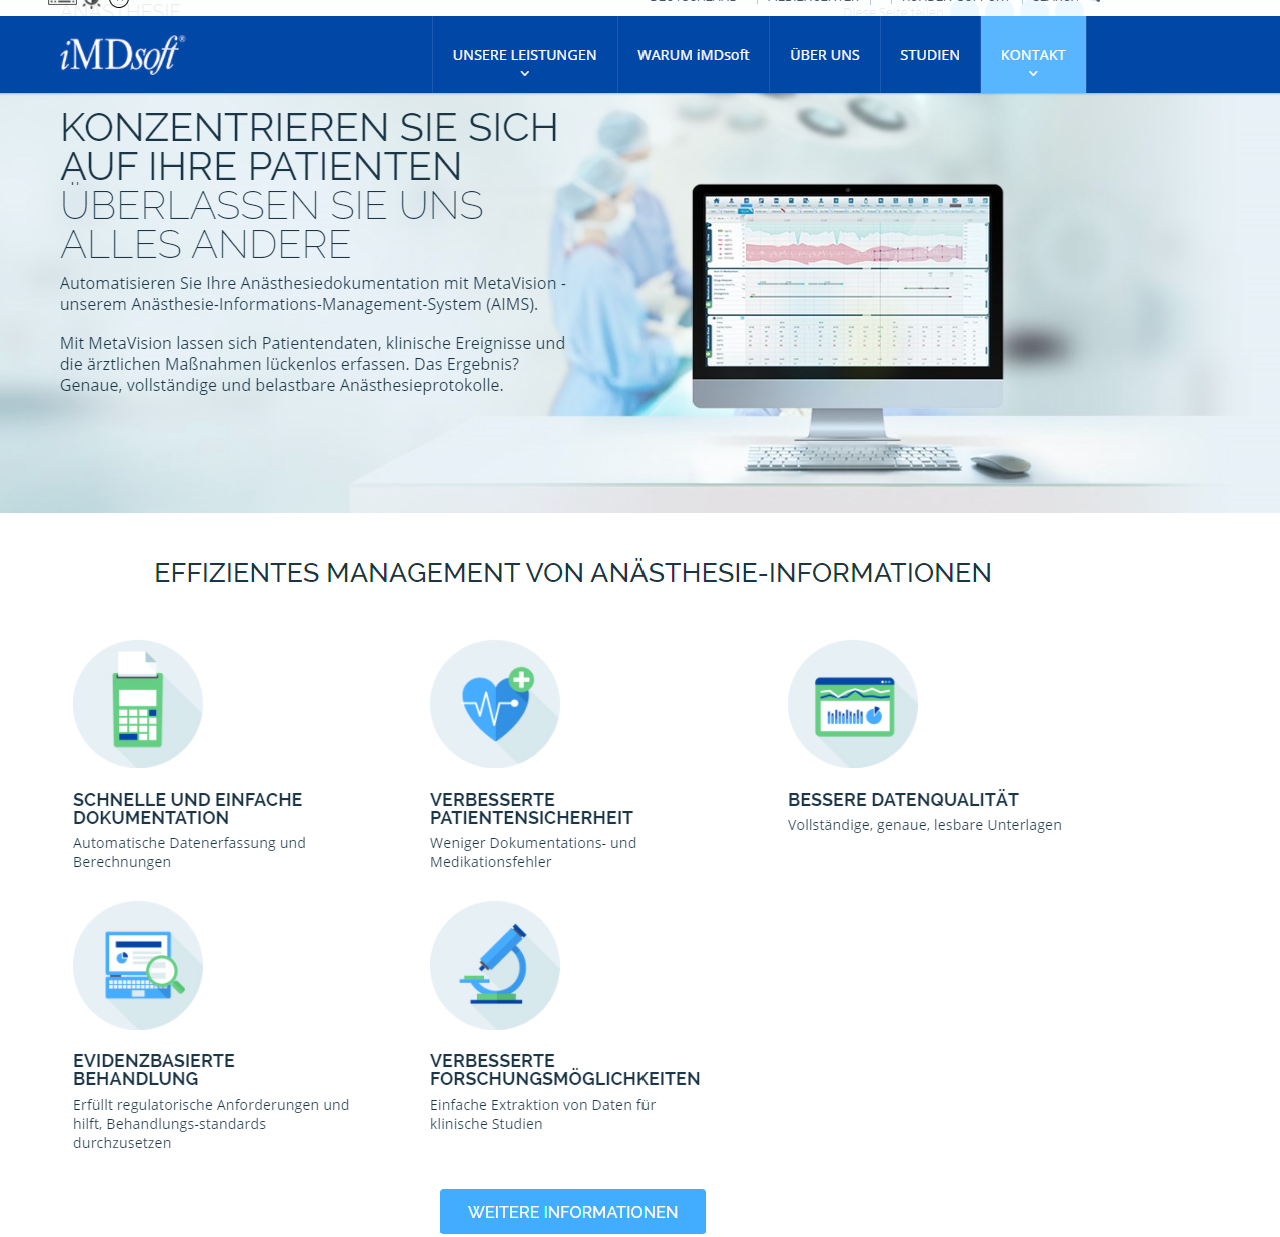 ANÄSTHESIE
Diese Seite teilen
iMDsoft®
UNSERE LEISTUNGEN
WARUM iMDsoft
ÜBER UNS
STUDIEN
KONTAKT
KONZENTRIEREN SIE SICH
AUF IHRE PATIENTEN
ÜBERLASSEN SIE UNS
ALLES ANDERE
Automatisieren Sie Ihre Anästhesiedokumentation mit MetaVision -
unserem Anästhesie-Informations-Management-System (AIMS).
Mit MetaVision lassen sich Patientendaten, klinische Ereignisse und
die ärztlichen Maßnahmen lückenlos erfassen. Das Ergebnis?
Genaue, vollständige und belastbare Anästhesieprotokolle.
EFFIZIENTES MANAGEMENT VON ANÄSTHESIE-INFORMATIONEN
SCHNELLE UND EINFACHE
DOKUMENTATION
Automatische Datenerfassung und
Berechnungen
VERBESSERTE
PATIENTENSICHERHEIT
Weniger Dokumentations- und
Medikationsfehler
BESSERE DATENQUALITÄT
Vollständige, genaue, lesbare Unterlagen
EVIDENZBASIERTE
BEHANDLUNG
Erfüllt regulatorische Anforderungen und
hilft, Behandlungs-standards
durchzusetzen
VERBESSERTE
FORSCHUNGSMÖGLICHKEITEN
Einfache Extraktion von Daten für
klinische Studien
WEITERE INFORMATIONEN